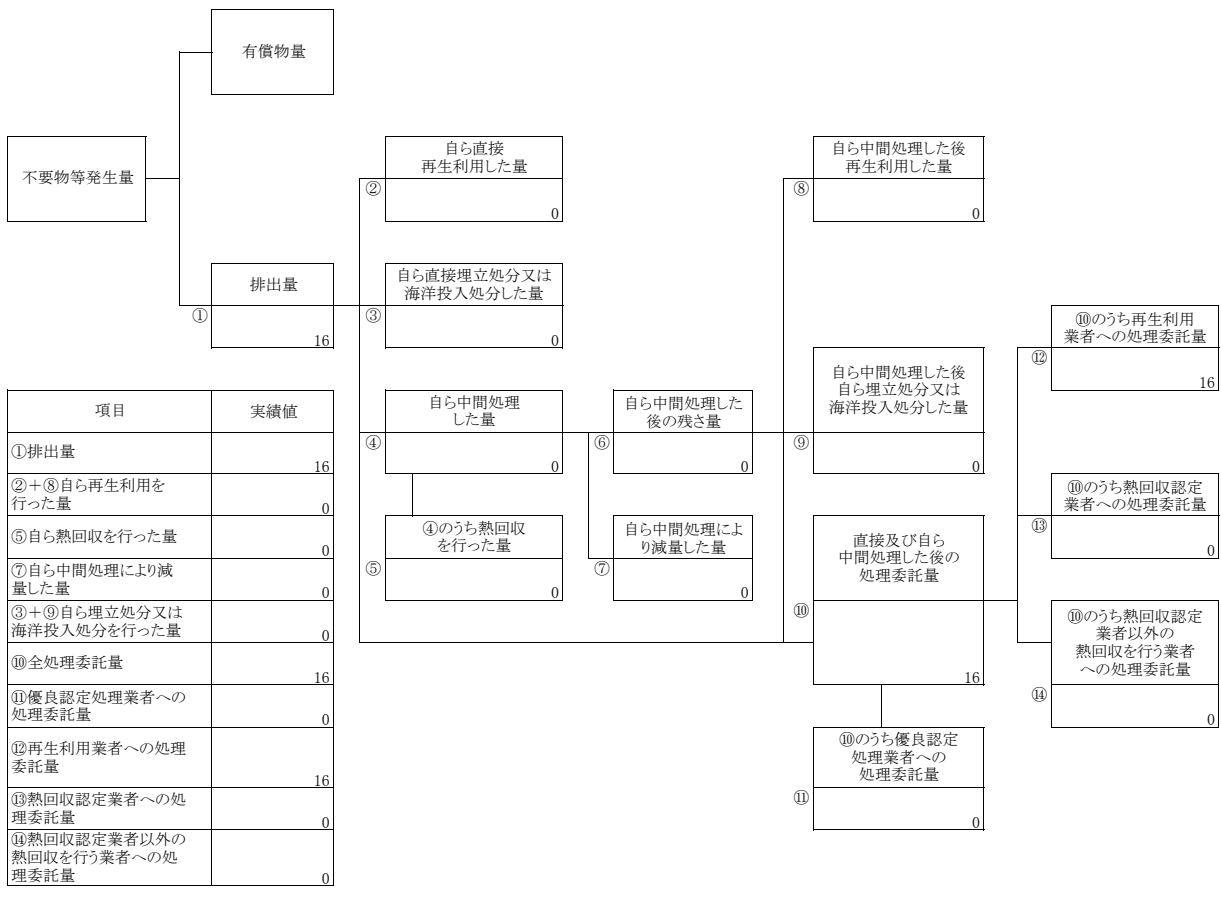 有償物量
不要物等発生量
排出量
①
16
自ら直接
再生利用した量
②
0
自ら直接埋立処分又は
海洋投入処分した量
③
0
自ら中間処理
した量
④
0
④のうち熱回収
を行った量
⑤
0
自ら中間処理した
後の残さ量
⑥
0
自ら中間処理によ
り減量した量
⑦
0
自ら中間処理した後
再生利用した量
⑧
0
自ら中間処理した後
自ら埋立処分又は
海洋投入処分した量
⑨
0
直接及び自ら
中間処理した後の
処理委託量
⑩
16
⑩のうち優良認定
処理業者への
処理委託量
⑪
0
⑩のうち再生利用
業者への処理委託量
⑫
16
⑩のうち熱回収認定
業者への処理委託量
⑬
0
⑩のうち熱回収認定
業者以外の
熱回収を行う業者
への処理委託量
⑭
0
項目 実績値
①排出量
16
②＋⑧自ら再生利用を
行った量
0
⑤自ら熱回収を行った量
0
⑦自ら中間処理により減
量した量
0
③＋⑨自ら埋立処分又は
海洋投入処分を行った量
0
⑩全処理委託量
16
⑪優良認定処理業者への
処理委託量
0
⑫再生利用業者への処理
委託量
16
⑬熱回収認定業者への処
理委託量
0
⑭熱回収認定業者以外の
熱回収を行う業者への処
理委託量
0